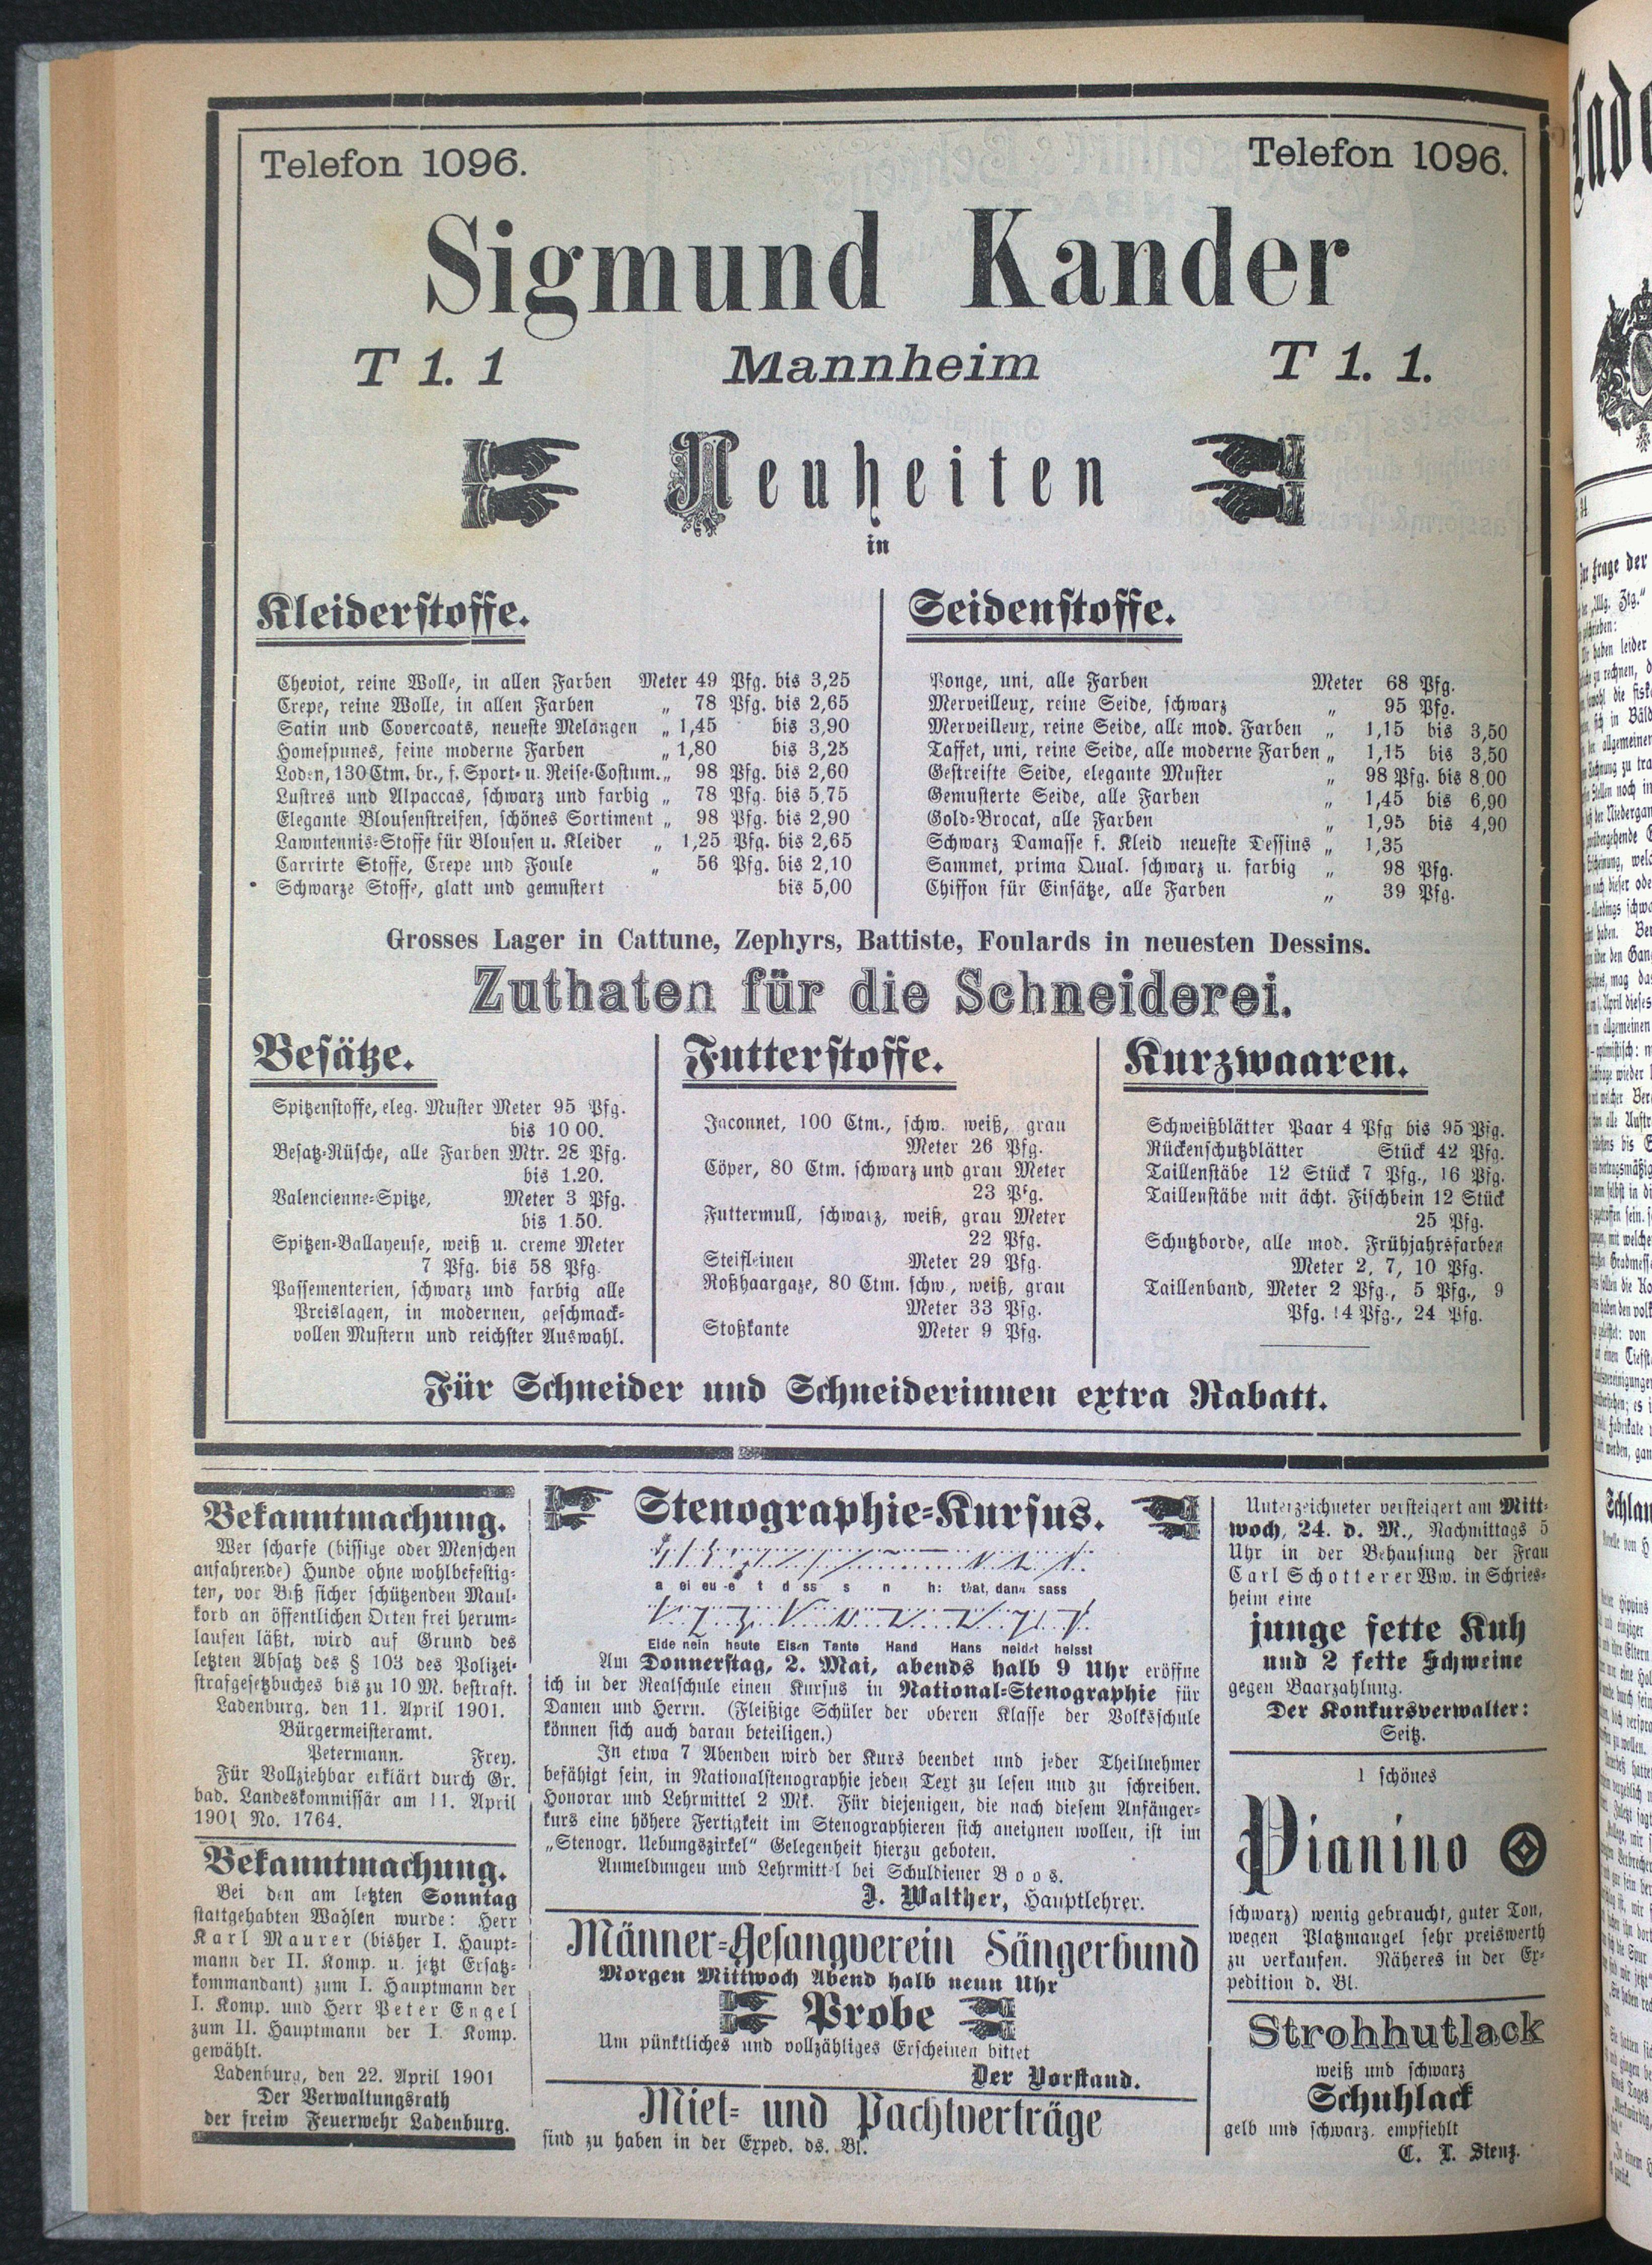 Telefon 1096.
Telefon 1096.
Sigmund Kander
T 1. 1 Mannheim T 1. 1.
Neuheiten
in
Kleiderstoffe.
Cheviot, reine Wolle, in allen Farben Meter 49 Pfg. bis 3,25
Crepe, reine Wolle, in allen Farben „ 78 Pfg. bis 2,65
Satin und Covercoats, neueste Melangen „ 1,45 bis 3,90
Homespunes, feine moderne Farben „ 1,80 bis 3,25
Loden, 130 Ctm. br., f. Sport- u. Reise-Costum. „ 98 Pfg. bis 2,60
Lustres und Alpaccas, schwarz und farbig „ 78 Pfg. bis 5,75
Elegante Blousenstreifen, schönes Sortiment „ 98 Pfg. bis 2,90
Lawntennis-Stoffe für Blousen u. Kleider „ 1,25 Pfg. bis 2,65
Carrirte Stoffe, Crepe und Foule „ 56 Pfg. bis 2,10
Schwarze Stoffe, glatt und gemustert bis 5,00
Seidenstoffe.
Ponge, uni, alle Farben Meter 68 Pfg.
Merveilleux, reine Seide, schwarz „ 95 Pfg.
Merveilleux, reine Seide, alle mod. Farben „ 1,15 bis 3,50
Taffet, uni, reine Seide, alle moderne Farben „ 1,15 bis 3,50
Gestreifte Seide, elegante Muster „ 98 Pfg. bis 8,00
Gemusterte Seide, alle Farben „ 1,45 bis 6,90
Gold-Brocat, alle Farben „ 1,95 bis 4,90
Schwarz Damasse f. Kleid neueste Dessins „ 1,35
Sammet, prima Qual. schwarz u. farbig „ 98 Pfg.
Chiffon für Einsätze, alle Farben „ 39 Pfg.
Grosses Lager in Cattune, Zephyrs, Battiste, Foulards in neuesten Dessins.
Zuthaten für die Schneiderei.
Besätze.
Spitzenstoffe, eleg. Muster Meter 95 Pfg.
bis 10 00.
Besatz-Rüsche, alle Farben Mtr. 28 Pfg.
bis 1.20.
Valencienne-Spitze, Meter 3 Pfg.
bis 1.50.
Spitzen-Ballayeuse, weiß u. creme Meter
7 Pfg. bis 58 Pfg.
Passementerien, schwarz und farbig alle
Preislagen, in modernen, geschmack-
vollen Mustern und reichster Auswahl.
Futterstoffe.
Jaconnet, 100 Ctm., schw. weiß, grau
Meter 26 Pfg.
Cöper, 80 Ctm. schwarz und grau Meter
23 Pfg.
Futtermull, schwarz, weiß, grau Meter
22 Pfg.
Steifleinen Meter 29 Pfg.
Roßhaargaze, 80 Ctm. schw., weiß, grau
Meter 33 Pfg.
Stoßkante Meter 9 Pfg.
Kurzwaaren.
Schweißblätter Paar 4 Pfg bis 95 Pfg.
Rückenschutzblätter Stück 42 Pfg.
Taillenstäbe 12 Stück 7 Pfg., 16 Pfg.
Taillenstäbe mit ächt. Fischbein 12 Stück
25 Pfg.
Schutzborde, alle mod. Frühjahrsfarben
Meter 2, 7, 10 Pfg.
Taillenband, Meter 2 Pfg., 5 Pfg., 9
Pfg. 14 Pfg., 24 Pfg.
Für Schneider und Schneiderinnen extra Rabatt.
Bekanntmachung.
Wer scharfe (bissige oder Menschen
anfahrende) Hunde ohne wohlbefestig-
ten, vor Biß sicher schützenden Maul-
korb an öffentlichen Orten frei herum-
laufen läßt, wird auf Grund des
letzten Absatz des § 103 des Polizei-
strafgesetzbuches bis zu 10 M. bestraft.
Ladenburg, den 11. April 1901.
Bürgermeisteramt.
Petermann. Frey.
Für Vollziehbar erklärt durch Gr.
bad. Landeskommissär am 11. April
1901 No. 1764.
Bekanntmachung.
Bei den am letzten Sonntag
stattgehabten Wahlen wurde: Herr
Karl Maurer (bisher I. Haupt-
mann der II. Komp. u. jetzt Ersatz-
kommandant) zum I. Hauptmann der
I. Komp. und Herr Peter Engel
zum II. Hauptmann der I. Komp.
gewählt.
Ladenburg, den 22. April 1901
Der Verwaltungsrath
der freiw Feuerwehr Ladenburg.
Stenographie-Kursus.
a ei eu -e t d ss s n h: that, dann sass
Eide nein heute Eisen Tante Hand Hans neidet heisst
Am Donnerstag, 2. Mai, abends halb 9 Uhr eröffne
ich in der Realschule einen Kursus in National-Stenographie für
Damen und Herrn. (Fleißige Schüler der oberen Klasse der Volksschule
können sich auch daran beteiligen.)
In etwa 7 Abenden wird der Kurs beendet und jeder Theilnehmer
befähigt sein, in Nationalstenographie jeden Text zu lesen und zu schreiben.
Honorar und Lehrmittel 2 Mk. Für diejenigen, die nach diesem Anfänger-
kurs eine höhere Fertigkeit im Stenographieren sich aneignen wollen, ist im
„Stenogr. Uebungszirkel“ Gelegenheit hierzu geboten.
Anmeldungen und Lehrmittel bei Schuldiener Boos.
J. Walther, Hauptlehrer.
Männer-Gesangverein Sängerbund
Morgen Mittwoch Abend halb neun Uhr
Probe
Um pünktliches und vollzähliges Erscheinen bittet
Der Vorstand.
Miet- und Pachtverträge
sind zu haben in der Exped. ds. Bl.
Unterzeichneter versteigert am Mitt-
woch, 24. d. M., Nachmittags 5
Uhr in der Behausung der Frau
Carl Schotterer Ww. in Schries-
heim eine
junge fette Kuh
und 2 fette Schweine
gegen Baarzahlung.
Der Konkursverwalter:
Seitz.
1 schönes
Pianino
schwarz) wenig gebraucht, guter Ton,
wegen Platzmangel sehr preiswerth
zu verkaufen. Näheres in der Ex-
pedition d. Bl.
Strohhutlack
weiß und schwarz
Schuhlack
gelb und schwarz, empfiehlt
C. L. Stenz.